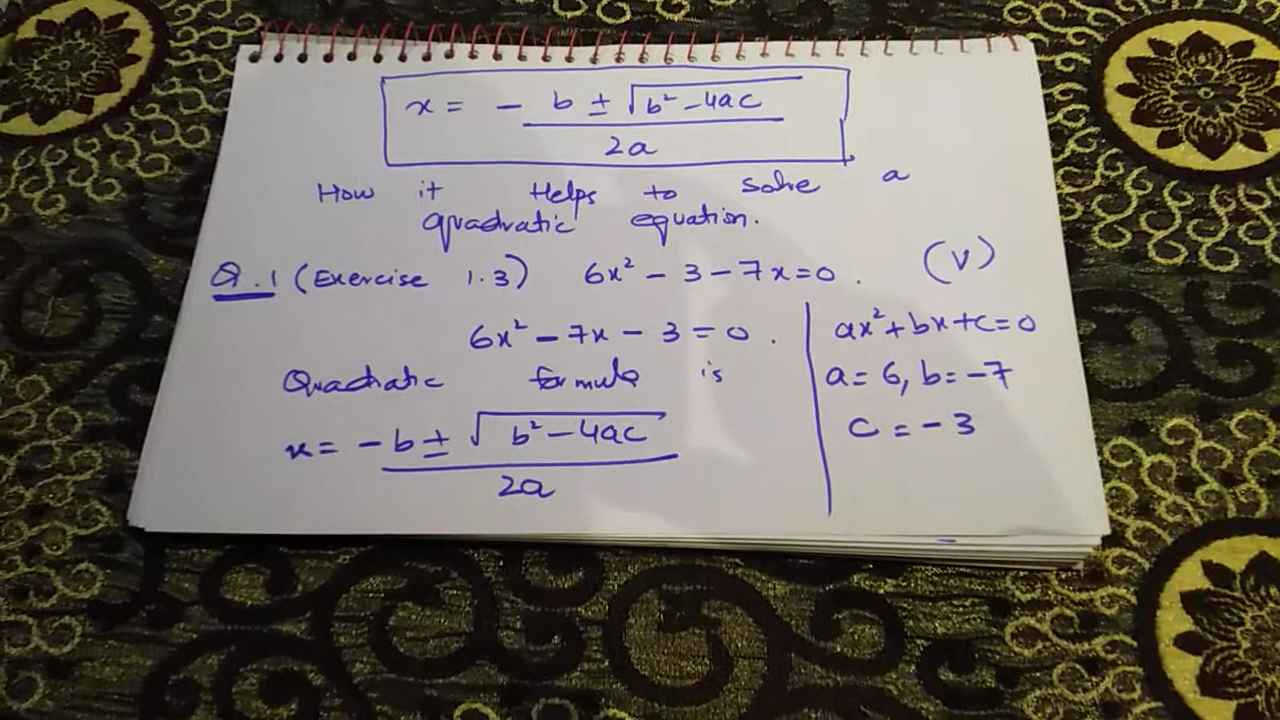 x = - b ± √b² - 4ac
2a
How it Helps to solve a
quadratic equation.
Q.1 (Exercise 1.3) 6x² - 3 - 7x = 0. (v)
6x² - 7x - 3 = 0.
Quadratic formula is
x = - b ± √b² - 4ac
2a
ax² + bx + c = 0
a = 6, b = -7
c = - 3